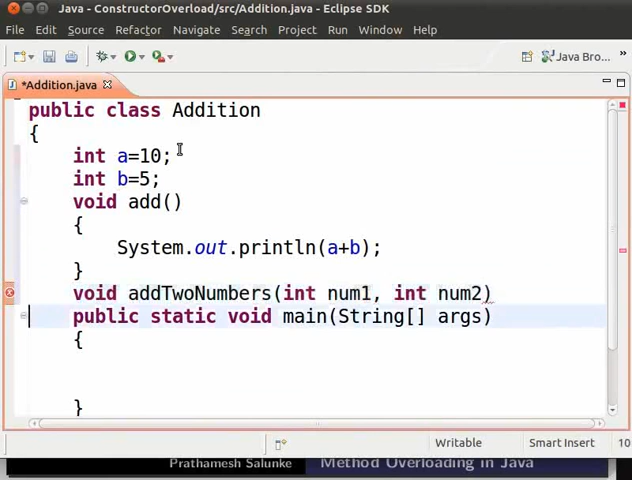 Java - ConstructorOverload/src/Addition.java - Eclipse SDK
File Edit Source Refactor Navigate Search Project Run Window Help
Java Bro...
*Addition.java
public class Addition
{
int a=10;
int b=5;
void add()
{
System.out.println(a+b);
}
void addTwoNumbers(int num1, int num2)
public static void main(String[] args)
{
}
Writable Smart Insert 10
Prathamesh Salunke Method Overloading in Java